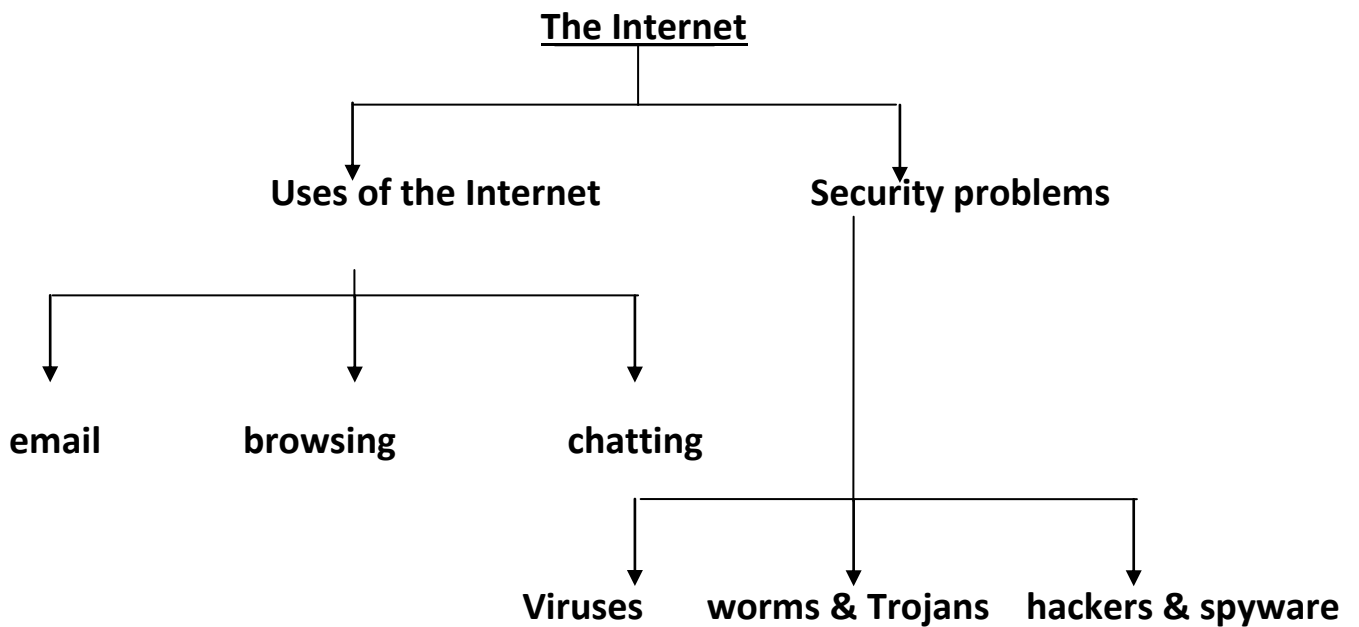 The Internet
Uses of the Internet Security problems
email browsing chatting
Viruses worms & Trojans hackers & spyware